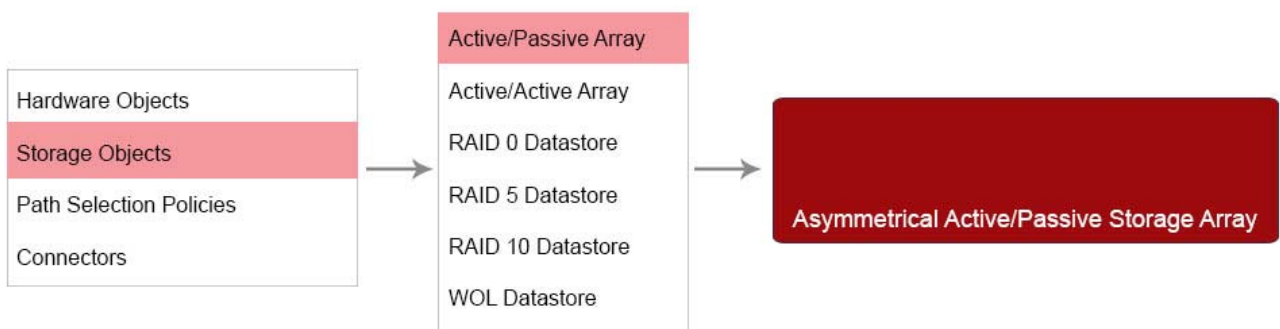 Hardware Objects
Storage Objects
Path Selection Policies
Connectors
Active/Passive Array
Active/Active Array
RAID 0 Datastore
RAID 5 Datastore
RAID 10 Datastore
WOL Datastore
Asymmetrical Active/Passive Storage Array